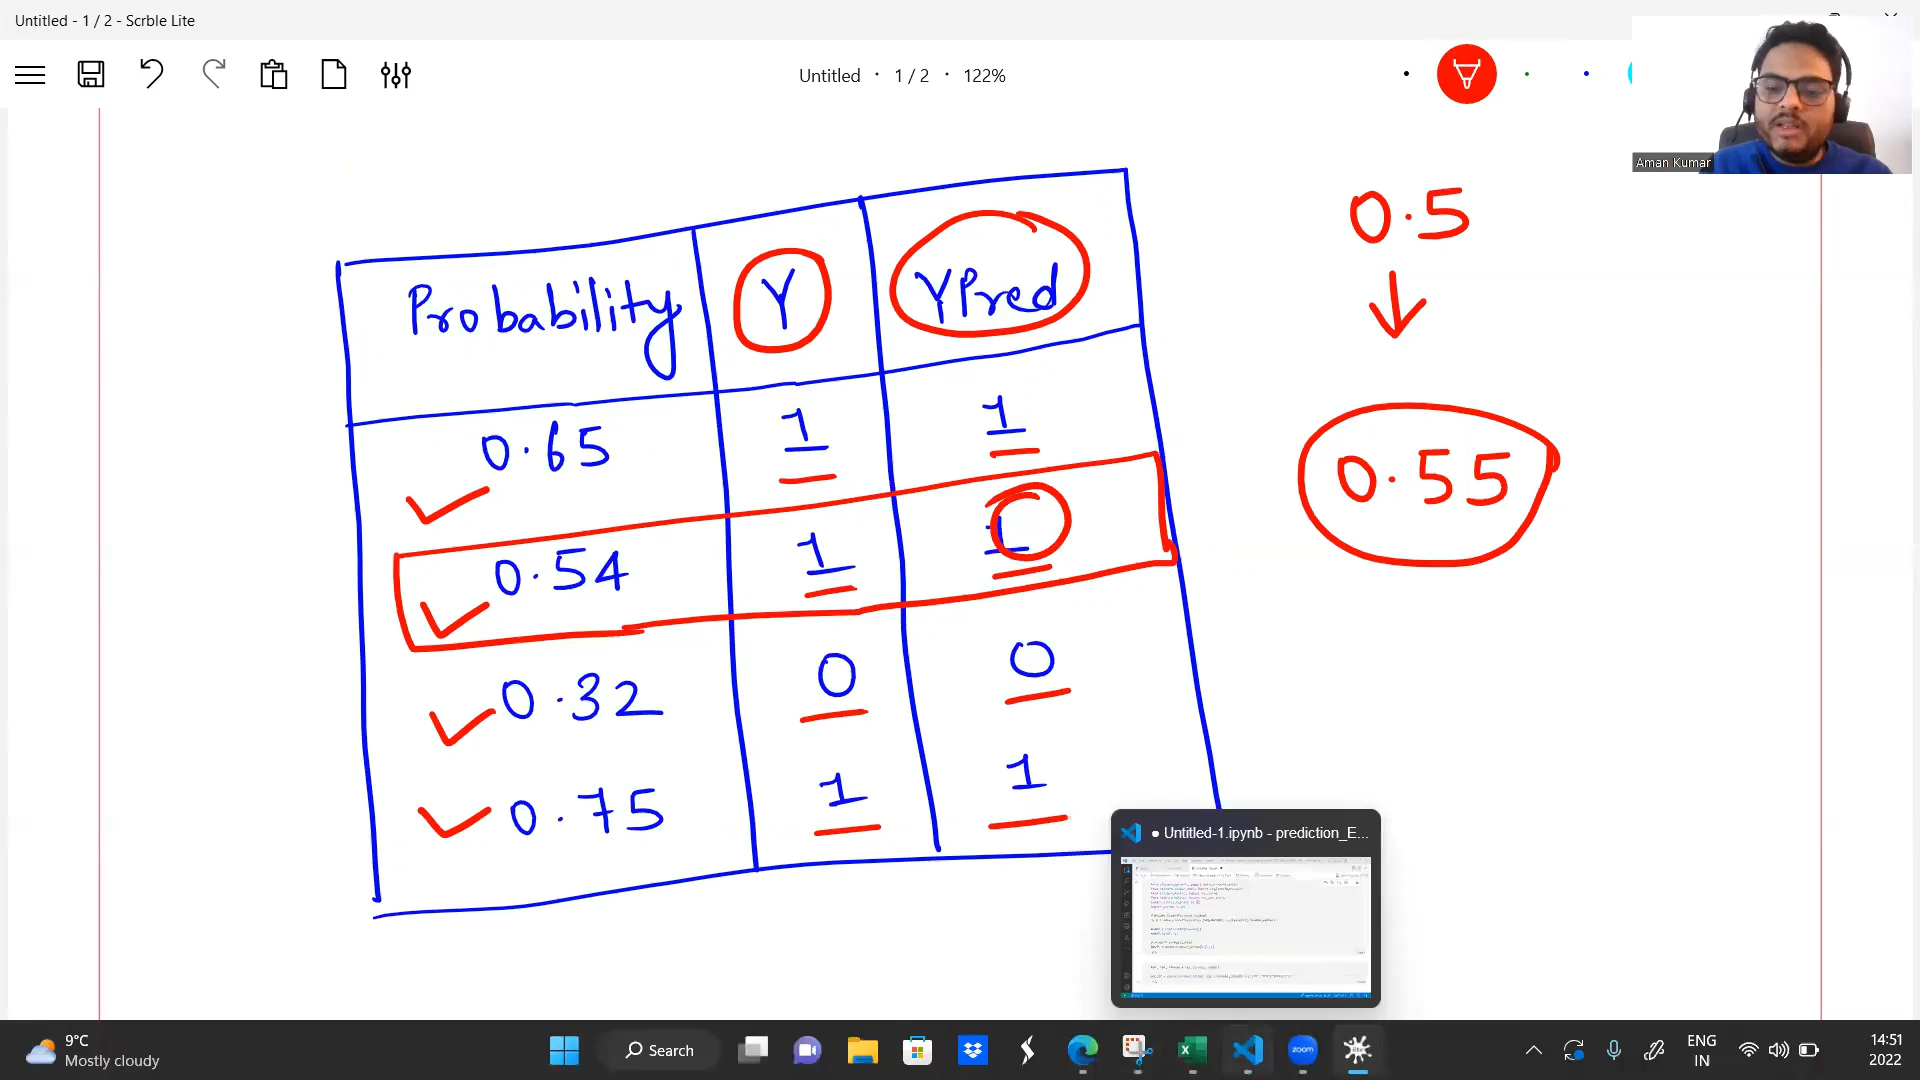 Untitled - 1 / 2 - Scrble Lite
Untitled • 1 / 2 • 122%
Aman Kumar
0.5
0.55
Probability Y YPred
0.65 1 1
0.54 1 1
0.32 0 0
0.75 1 1
Untitled-1.ipynb - prediction_E...
9°C
Mostly cloudy
Search
zoom
ENG
IN
14:51
2022